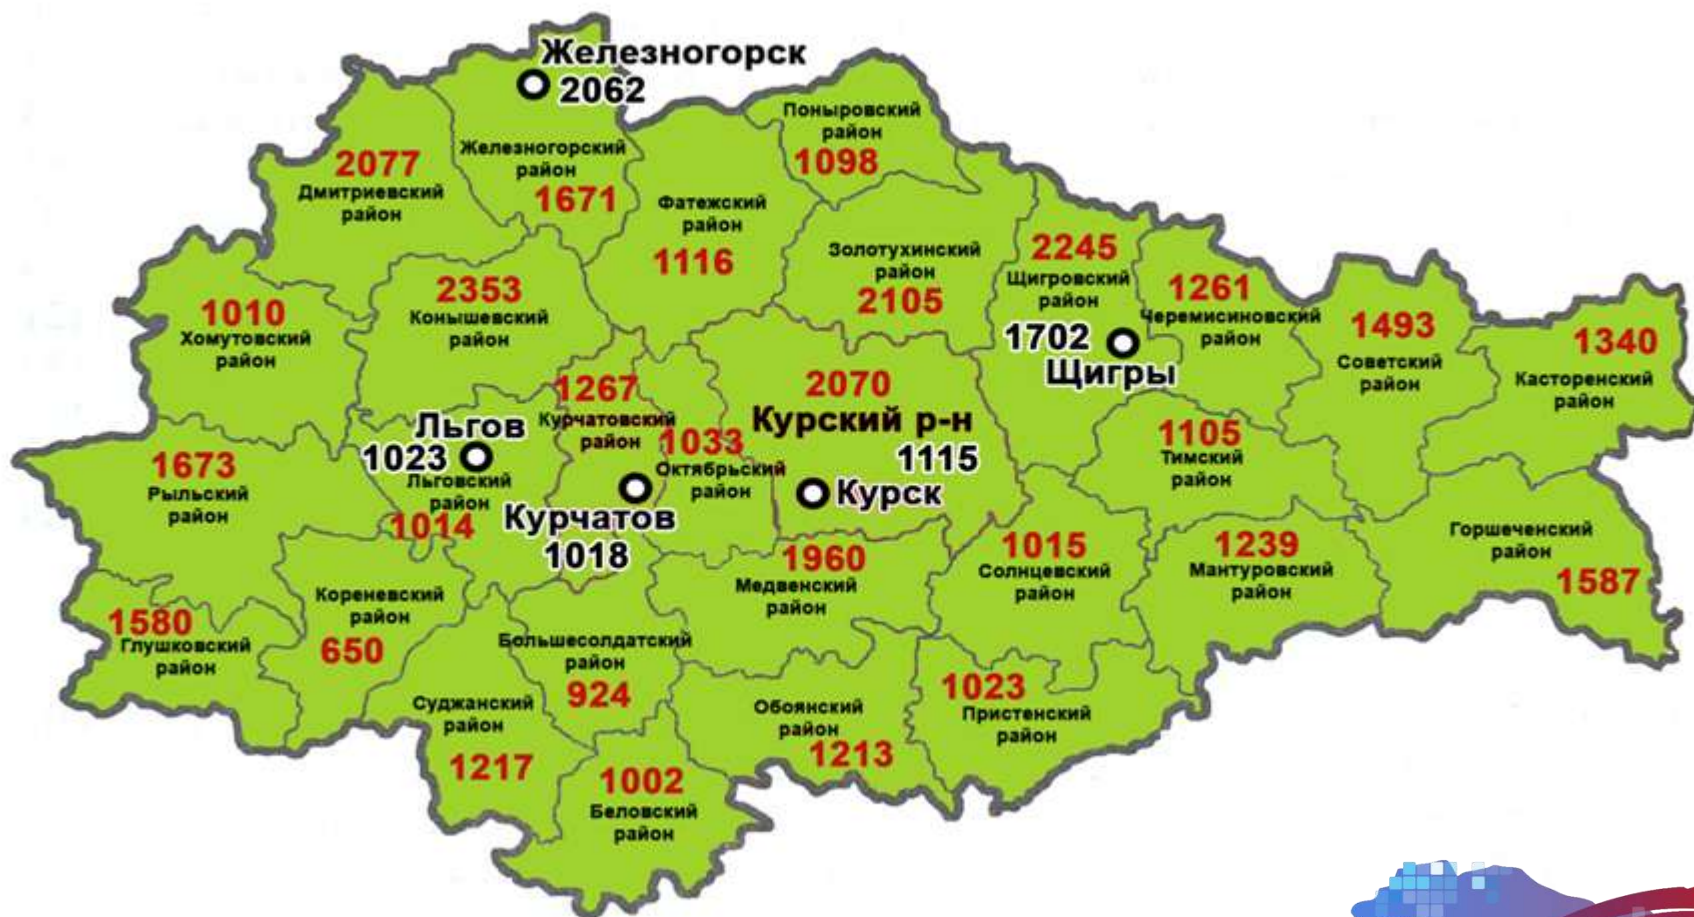 Железногорск
2062
Поныровский
район
1098
Железногорский
район
1671
2077
Дмитриевский
район
Фатежский
район
1116
Золотухинский
район
2105
2245
Щигровский
район
1702
Щигры
1261
Черемисиновский
район
1493
Советский
район
1340
Касторенский
район
1010
Хомутовский
район
2353
Конышевский
район
1267
Курчатовский
район
2070
Курский р-н
1115
Курск
1033
Октябрьский
район
Льгов
1023
Льговский
район
1014
Курчатов
1018
1673
Рыльский
район
1105
Тимский
район
Горшеченский
район
1587
1239
Мантуровский
район
1015
Солнцевский
район
1960
Медвенский
район
Кореневский
район
650
1580
Глушковский
район
Большесолдатский
район
924
Суджанский
район
1217
Обоянский
район
1213
1023
Пристенский
район
1002
Беловский
район